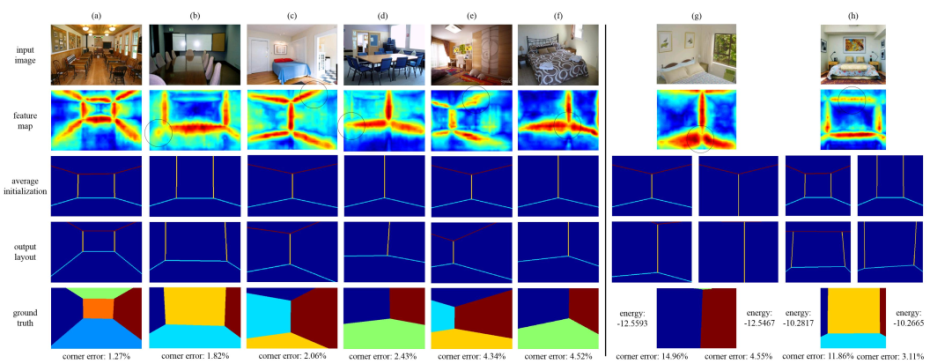 (a) (b) (c) (d) (e) (f) (g) (h)
input
image
feature
map
average
initialization
output
layout
ground
truth
energy:
-12.5593
energy:
-12.5467
energy:
-10.2817
energy:
-10.2665
corner error: 1.27% corner error: 1.82% corner error: 2.06% corner error: 2.43% corner error: 4.34% corner error: 4.52% corner error: 14.96% corner error: 4.55% corner error: 11.86% corner error: 3.11%